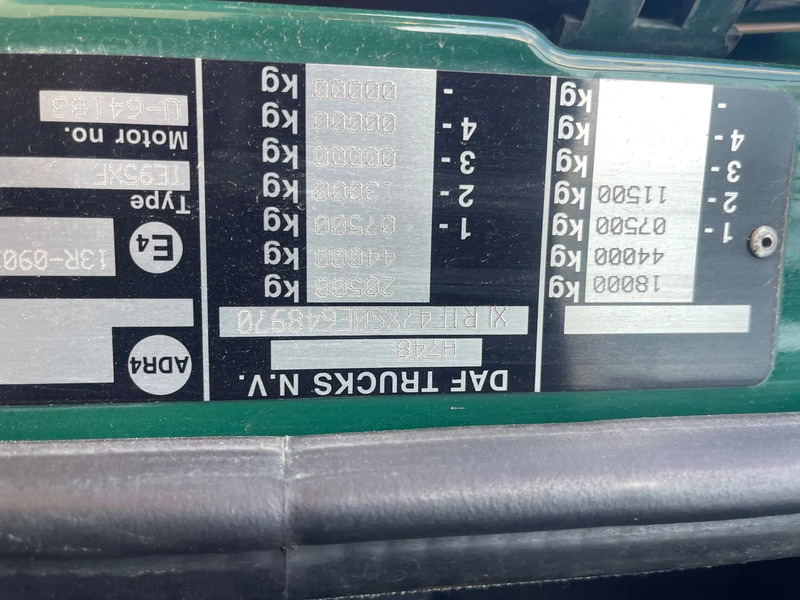 18000 kg
44000 kg
1 - 07500 kg
2 - 11500 kg
3 - kg
4 - kg
- kg
DAF TRUCKS N.V.
H748
XLRTE47XS0E648970
20500 kg
44000 kg
1 - 07500 kg
2 - 13000 kg
3 - 00000 kg
4 - 00000 kg
- 00000 kg
ADR4
E4
Type
TE95XF
Motor no.
U-64183